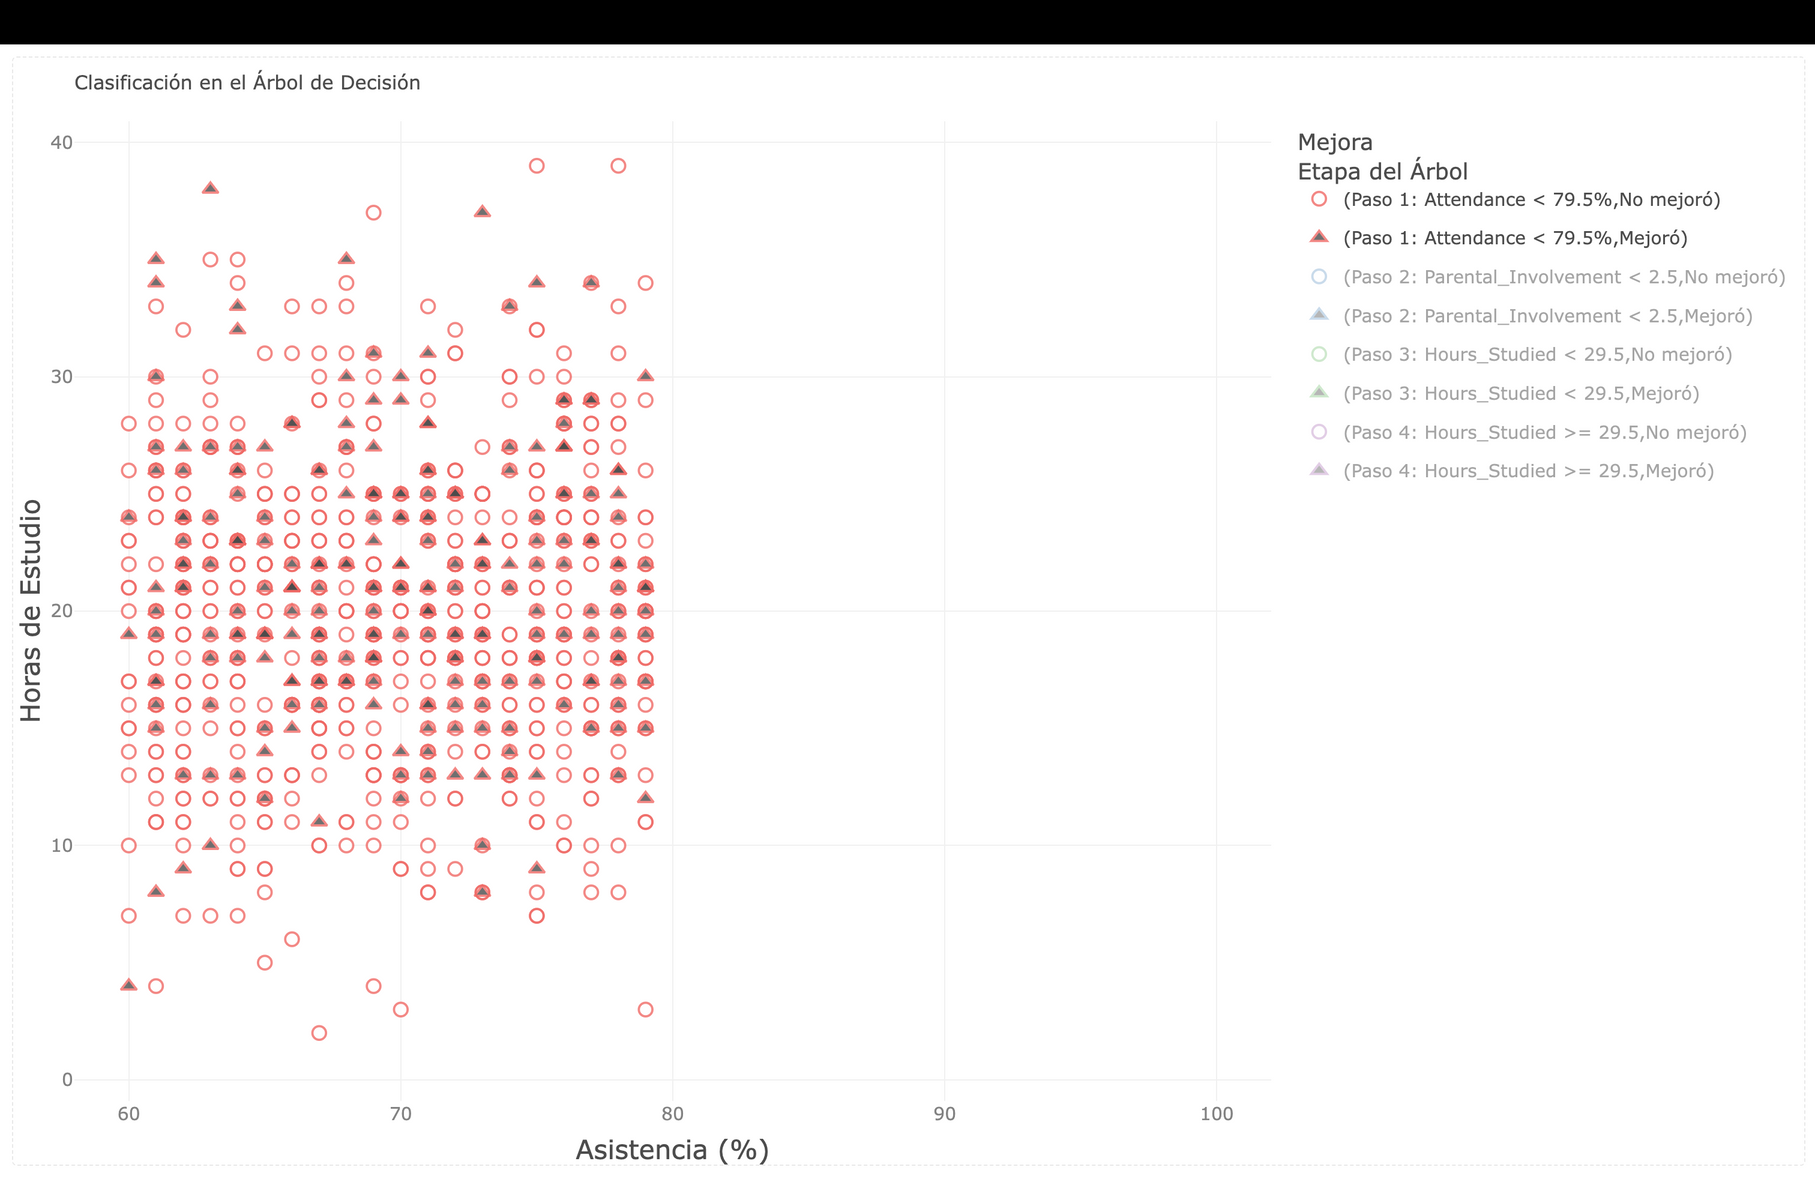 Clasificación en el Árbol de Decisión
40
30
20
10
0
Horas de Estudio
60 70 80 90 100
Asistencia (%)
Mejora
Etapa del Árbol
(Paso 1: Attendance < 79.5%,No mejoró)
(Paso 1: Attendance < 79.5%,Mejoró)
(Paso 2: Parental_Involvement < 2.5,No mejoró)
(Paso 2: Parental_Involvement < 2.5,Mejoró)
(Paso 3: Hours_Studied < 29.5,No mejoró)
(Paso 3: Hours_Studied < 29.5,Mejoró)
(Paso 4: Hours_Studied >= 29.5,No mejoró)
(Paso 4: Hours_Studied >= 29.5,Mejoró)